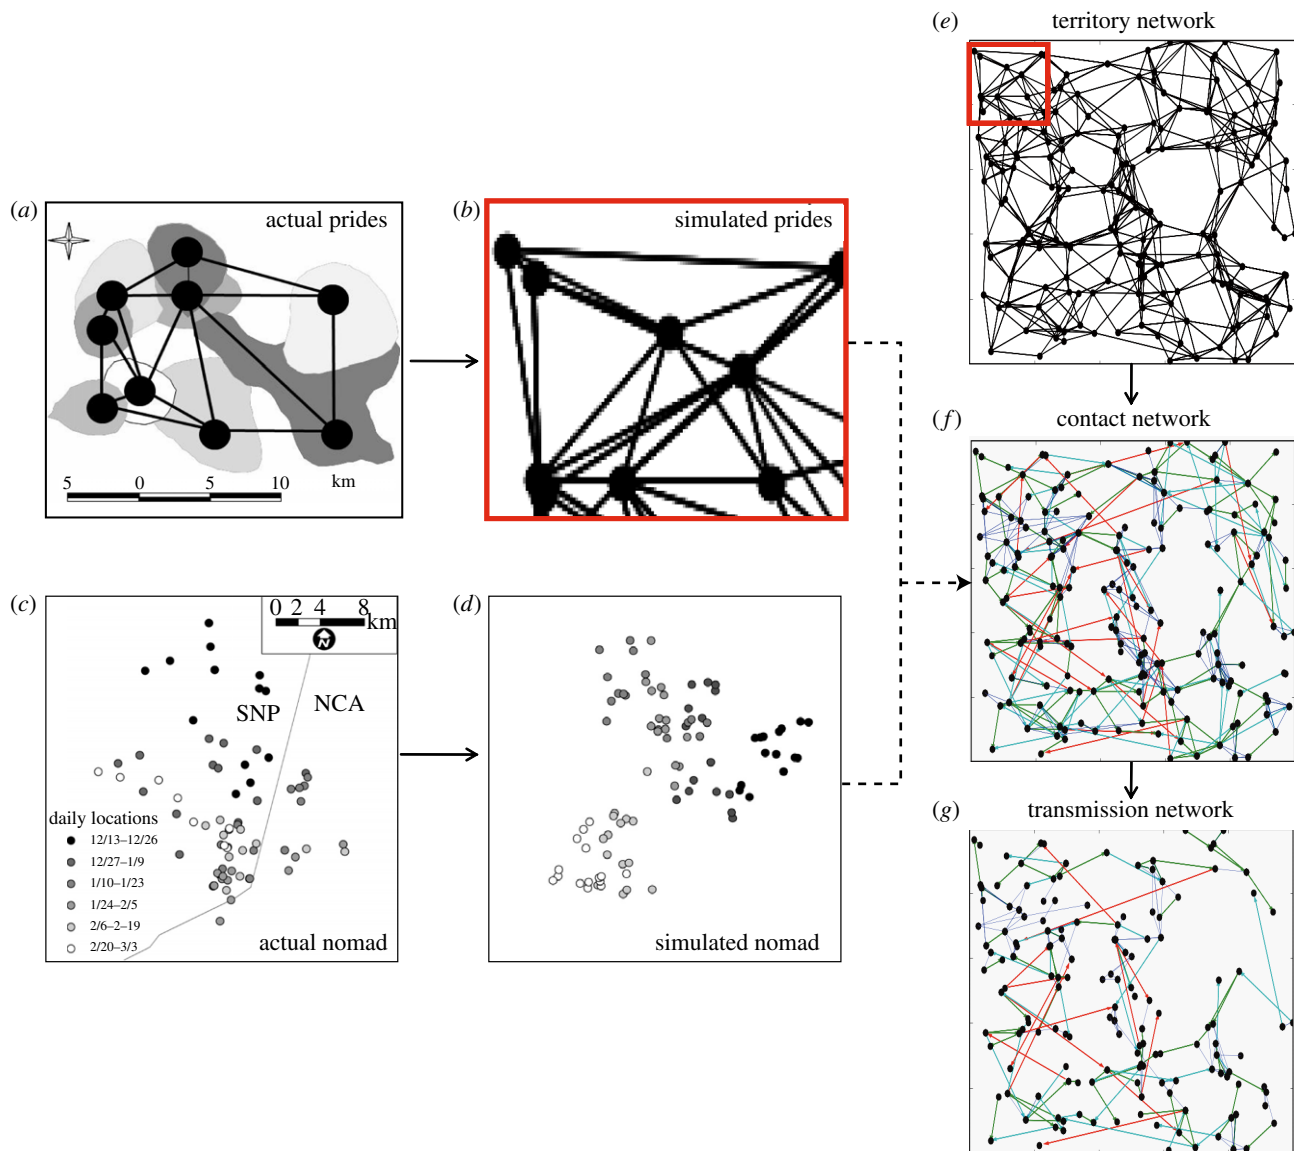 (e) territory network
(a) actual prides
(b) simulated prides
5 0 5 10 km
(f) contact network
(c) 0 2 4 8
km
N
SNP NCA
daily locations
12/13–12/26
12/27–1/9
1/10–1/23
1/24–2/5
2/6–2–19
2/20–3/3
actual nomad
(d)
simulated nomad
(g) transmission network